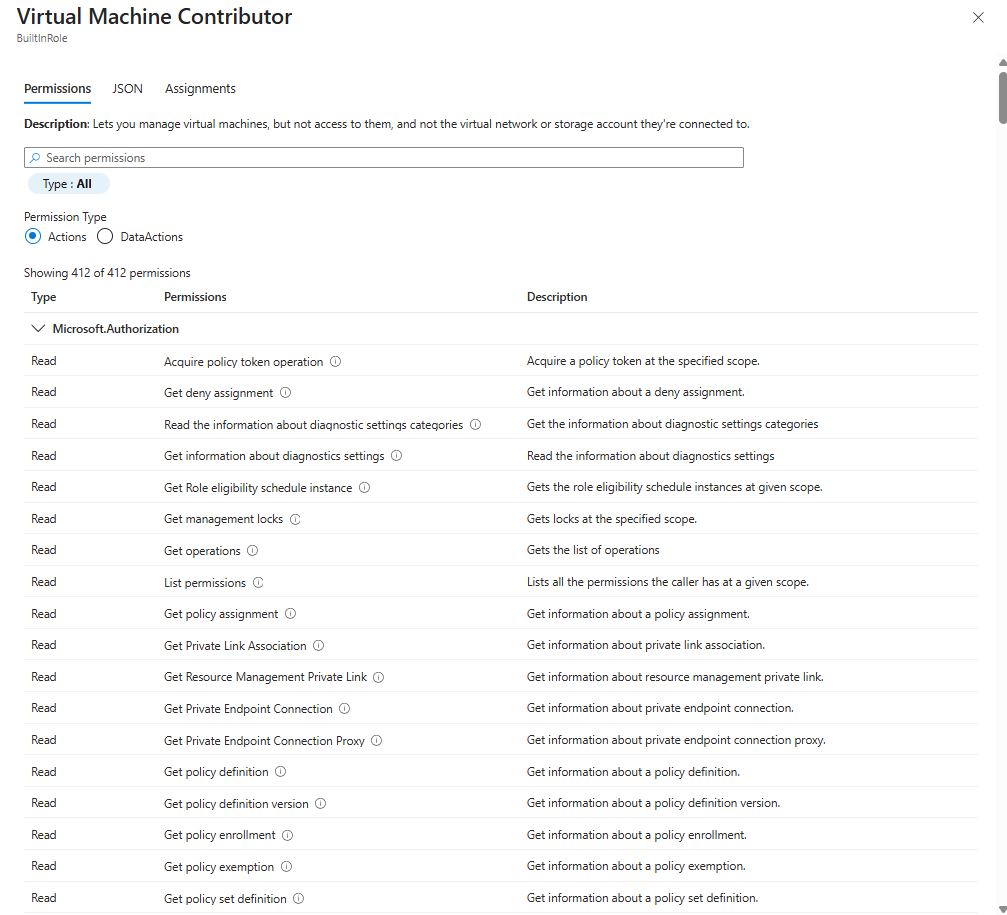 Virtual Machine Contributor
BuiltInRole
Permissions JSON Assignments
Description: Lets you manage virtual machines, but not access to them, and not the virtual network or storage account they're connected to.
Search permissions
Type : All
Permission Type
Actions DataActions
Showing 412 of 412 permissions
Type Permissions Description
Microsoft.Authorization
Read Acquire policy token operation Acquire a policy token at the specified scope.
Read Get deny assignment Get information about a deny assignment.
Read Read the information about diagnostic settings categories Get the information about diagnostic settings categories
Read Get information about diagnostics settings Read the information about diagnostics settings
Read Get Role eligibility schedule instance Gets the role eligibility schedule instances at given scope.
Read Get management locks Gets locks at the specified scope.
Read Get operations Gets the list of operations
Read List permissions Lists all the permissions the caller has at a given scope.
Read Get policy assignment Get information about a policy assignment.
Read Get Private Link Association Get information about private link association.
Read Get Resource Management Private Link Get information about resource management private link.
Read Get Private Endpoint Connection Get information about private endpoint connection.
Read Get Private Endpoint Connection Proxy Get information about private endpoint connection proxy.
Read Get policy definition Get information about a policy definition.
Read Get policy definition version Get information about a policy definition version.
Read Get policy enrollment Get information about a policy enrollment.
Read Get policy exemption Get information about a policy exemption.
Read Get policy set definition Get information about a policy set definition.